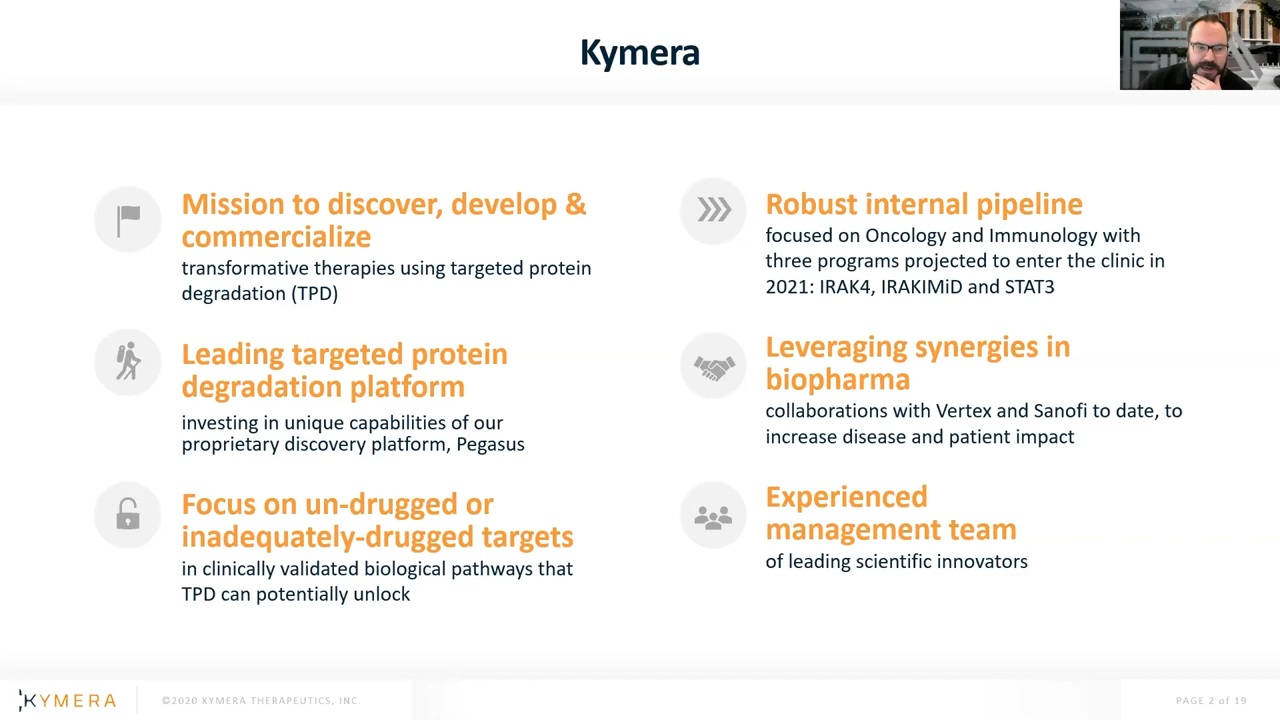 Kymera
Mission to discover, develop &
commercialize
transformative therapies using targeted protein
degradation (TPD)
Leading targeted protein
degradation platform
investing in unique capabilities of our
proprietary discovery platform, Pegasus
Focus on un-drugged or
inadequately-drugged targets
in clinically validated biological pathways that
TPD can potentially unlock
Robust internal pipeline
focused on Oncology and Immunology with
three programs projected to enter the clinic in
2021: IRAK4, IRAKIMiD and STAT3
Leveraging synergies in
biopharma
collaborations with Vertex and Sanofi to date, to
increase disease and patient impact
Experienced
management team
of leading scientific innovators
KYMERA
©2020 KYMERA THERAPEUTICS, INC.
PAGE 2 of 19